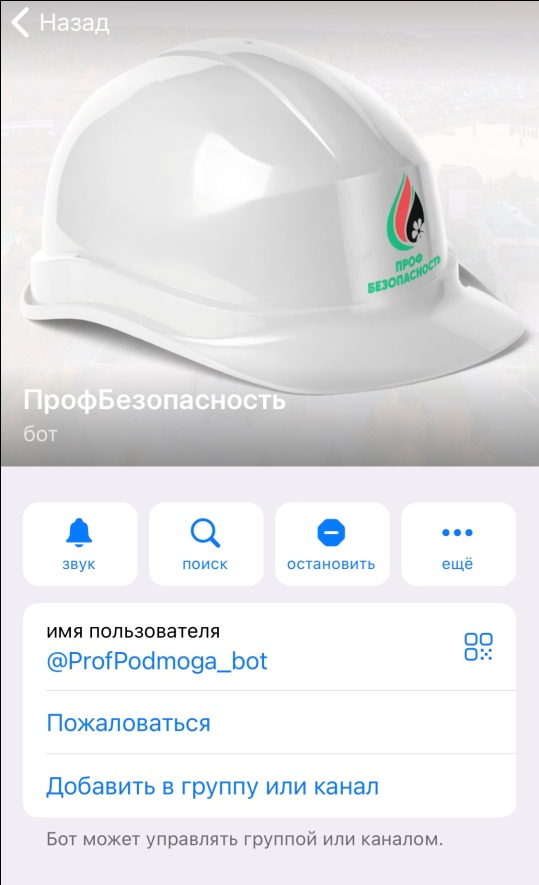 Назад
ПРОФ
БЕЗОПАСНОСТЬ
ПрофБезопасность
бот
звук
поиск
остановить
ещё
имя пользователя
@ProfPodmoga_bot
Пожаловаться
Добавить в группу или канал
Бот может управлять группой или каналом.